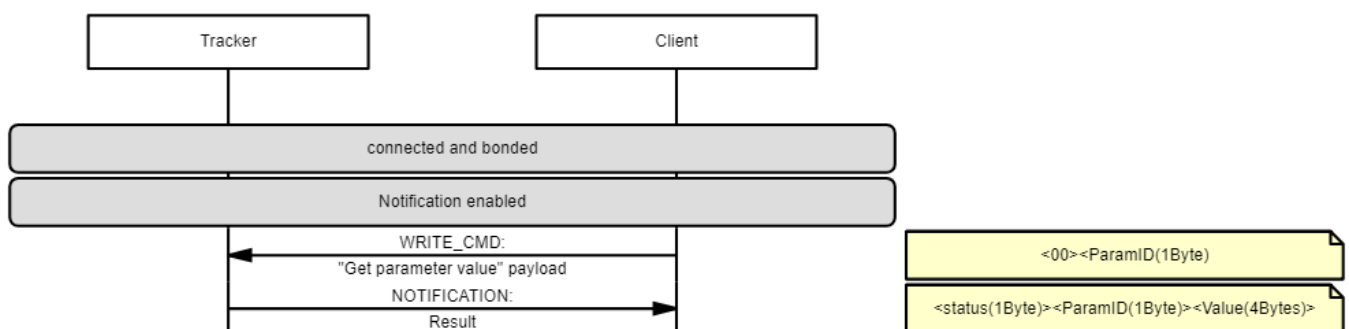 Tracker
Client
connected and bonded
Notification enabled
WRITE_CMD:
"Get parameter value" payload
<00><ParamID(1Byte)
NOTIFICATION:
Result
<status(1Byte)><ParamID(1Byte)><Value(4Bytes)>